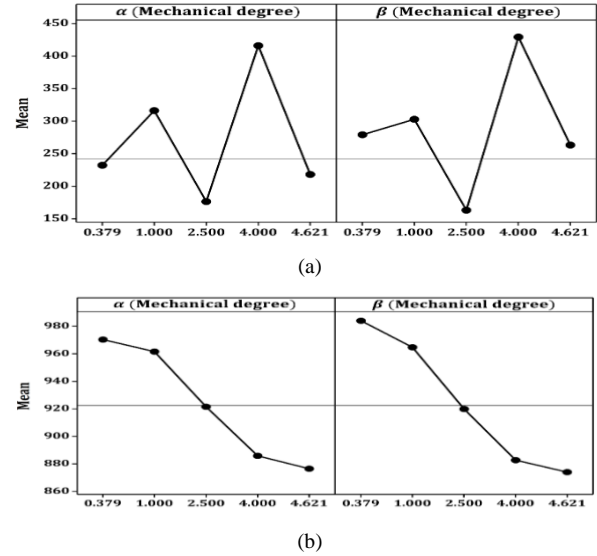 α (Mechanical degree) β (Mechanical degree)
450
400
350
300
250
200
150
Mean
0.379 1.000 2.500 4.000 4.621 0.379 1.000 2.500 4.000 4.621
(a)
α (Mechanical degree) β (Mechanical degree)
980
960
940
920
900
880
860
Mean
0.379 1.000 2.500 4.000 4.621 0.379 1.000 2.500 4.000 4.621
(b)